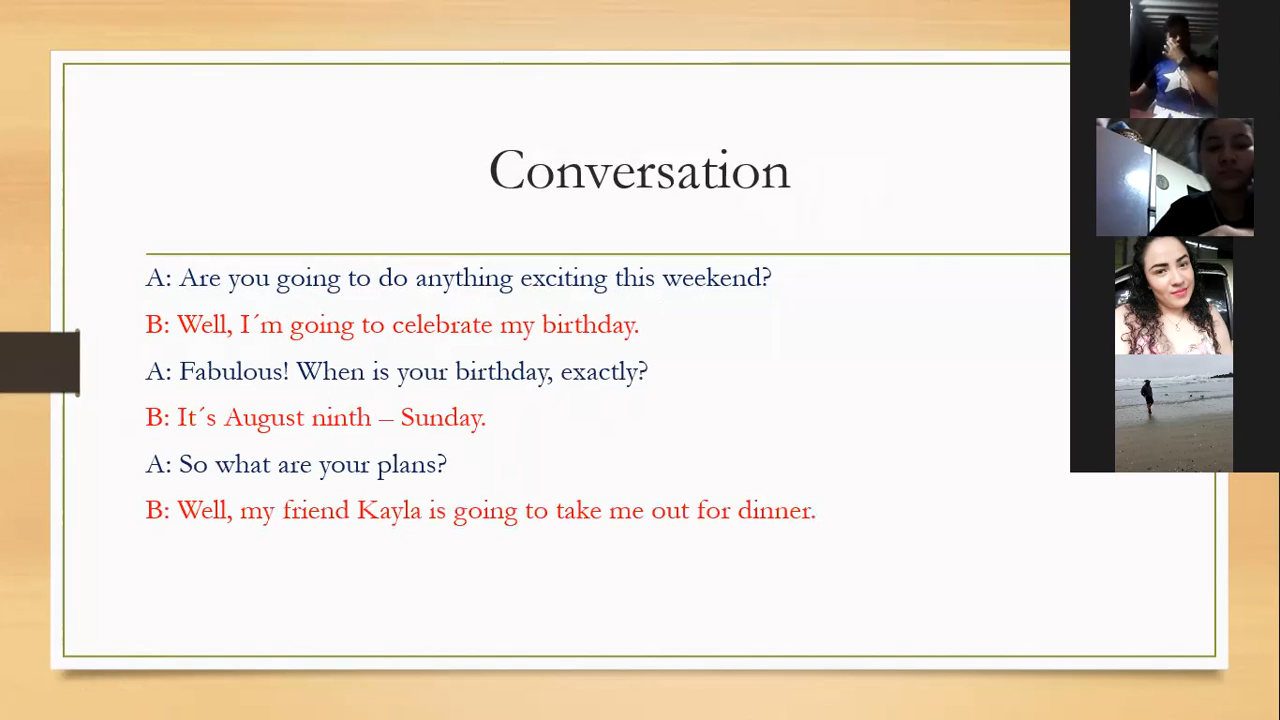 Conversation
A: Are you going to do anything exciting this weekend?
B: Well, I´m going to celebrate my birthday.
A: Fabulous! When is your birthday, exactly?
B: It´s August ninth – Sunday.
A: So what are your plans?
B: Well, my friend Kayla is going to take me out for dinner.